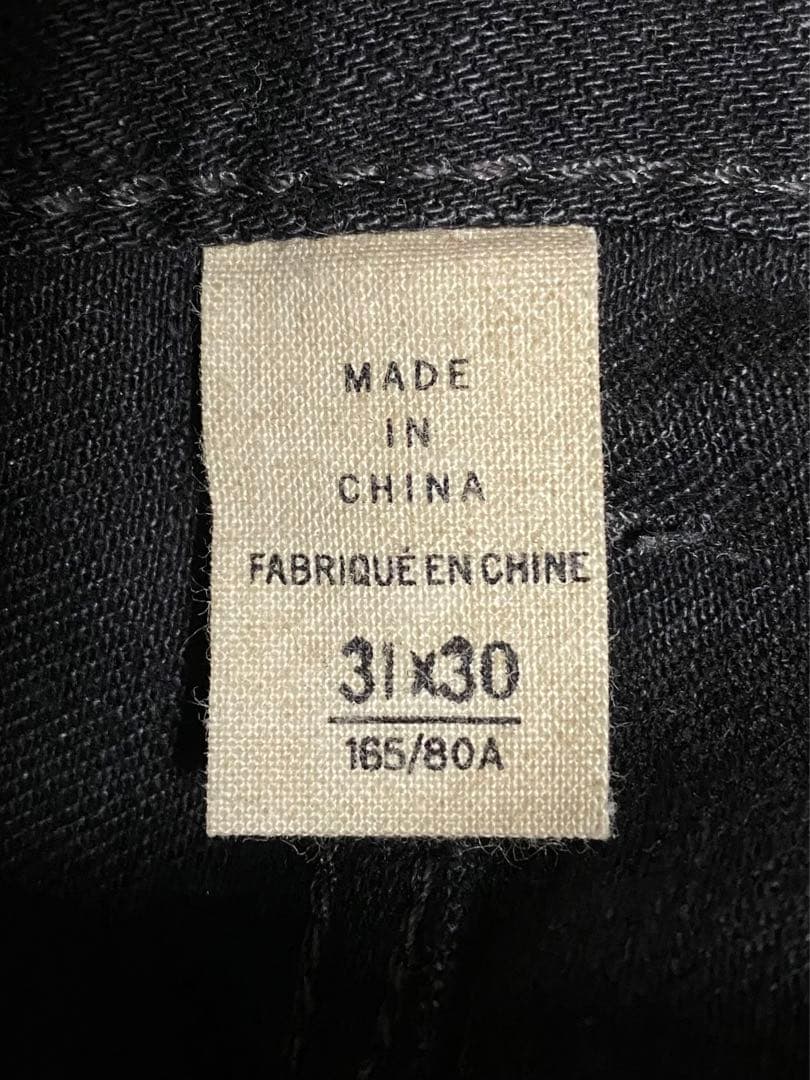 MADE
IN
CHINA
FABRIQUÉ EN CHINE
31x30
165/80A